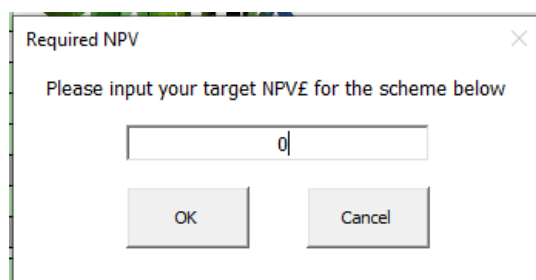 Required NPV
Please input your target NPV£ for the scheme below
0
OK Cancel